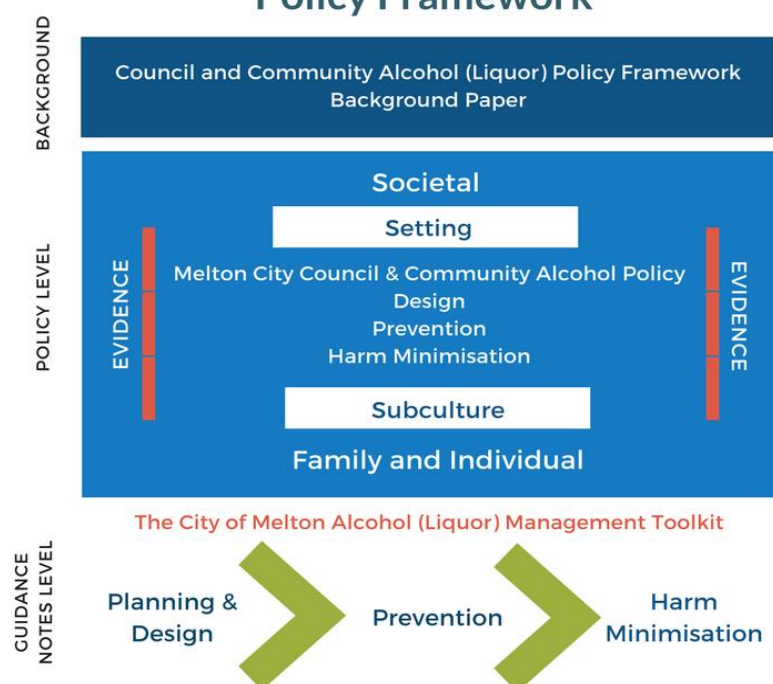 Policy Framework
BACKGROUND
Council and Community Alcohol (Liquor) Policy Framework
Background Paper
POLICY LEVEL
Societal
Setting
EVIDENCE
Melton City Council & Community Alcohol Policy
Design
Prevention
Harm Minimisation
EVIDENCE
Subculture
Family and Individual
The City of Melton Alcohol (Liquor) Management Toolkit
GUIDANCE
NOTES LEVEL
Planning &
Design
Prevention
Harm
Minimisation